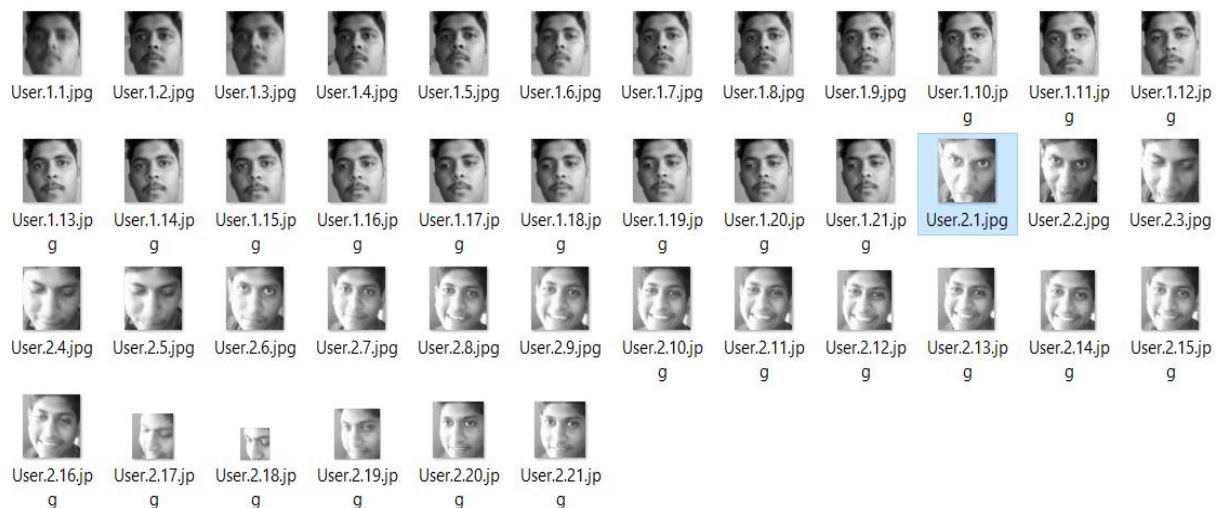 User.1.1.jpg User.1.2.jpg User.1.3.jpg User.1.4.jpg User.1.5.jpg User.1.6.jpg User.1.7.jpg User.1.8.jpg User.1.9.jpg User.1.10.jp User.1.11.jp User.1.12.jp
g g g
User.1.13.jp User.1.14.jp User.1.15.jp User.1.16.jp User.1.17.jp User.1.18.jp User.1.19.jp User.1.20.jp User.1.21.jp User.2.1.jpg User.2.2.jpg User.2.3.jpg
g g g g g g g g g
User.2.4.jpg User.2.5.jpg User.2.6.jpg User.2.7.jpg User.2.8.jpg User.2.9.jpg User.2.10.jp User.2.11.jp User.2.12.jp User.2.13.jp User.2.14.jp User.2.15.jp
g g g g g g
User.2.16.jp User.2.17.jp User.2.18.jp User.2.19.jp User.2.20.jp User.2.21.jp
g g g g g g